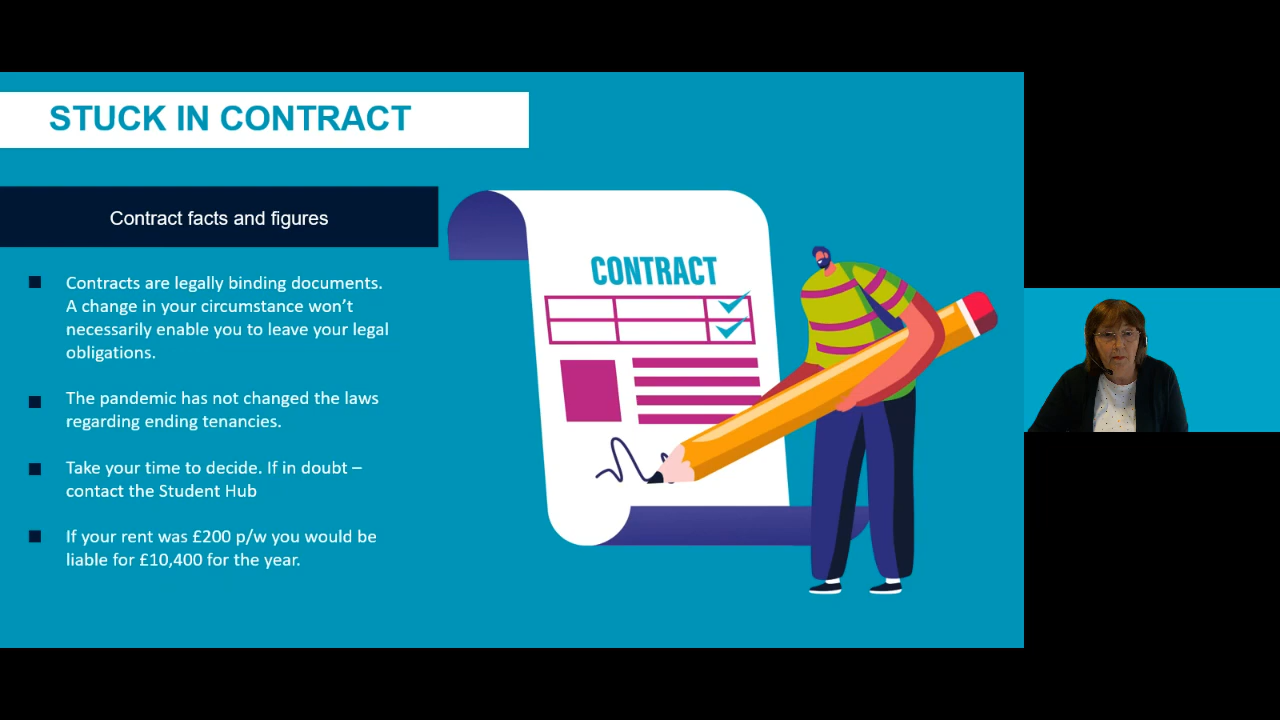 STUCK IN CONTRACT
Contract facts and figures
Contracts are legally binding documents.
A change in your circumstance won't
necessarily enable you to leave your legal
obligations.
The pandemic has not changed the laws
regarding ending tenancies.
Take your time to decide. If in doubt –
contact the Student Hub
If your rent was £200 p/w you would be
liable for £10,400 for the year.
CONTRACT